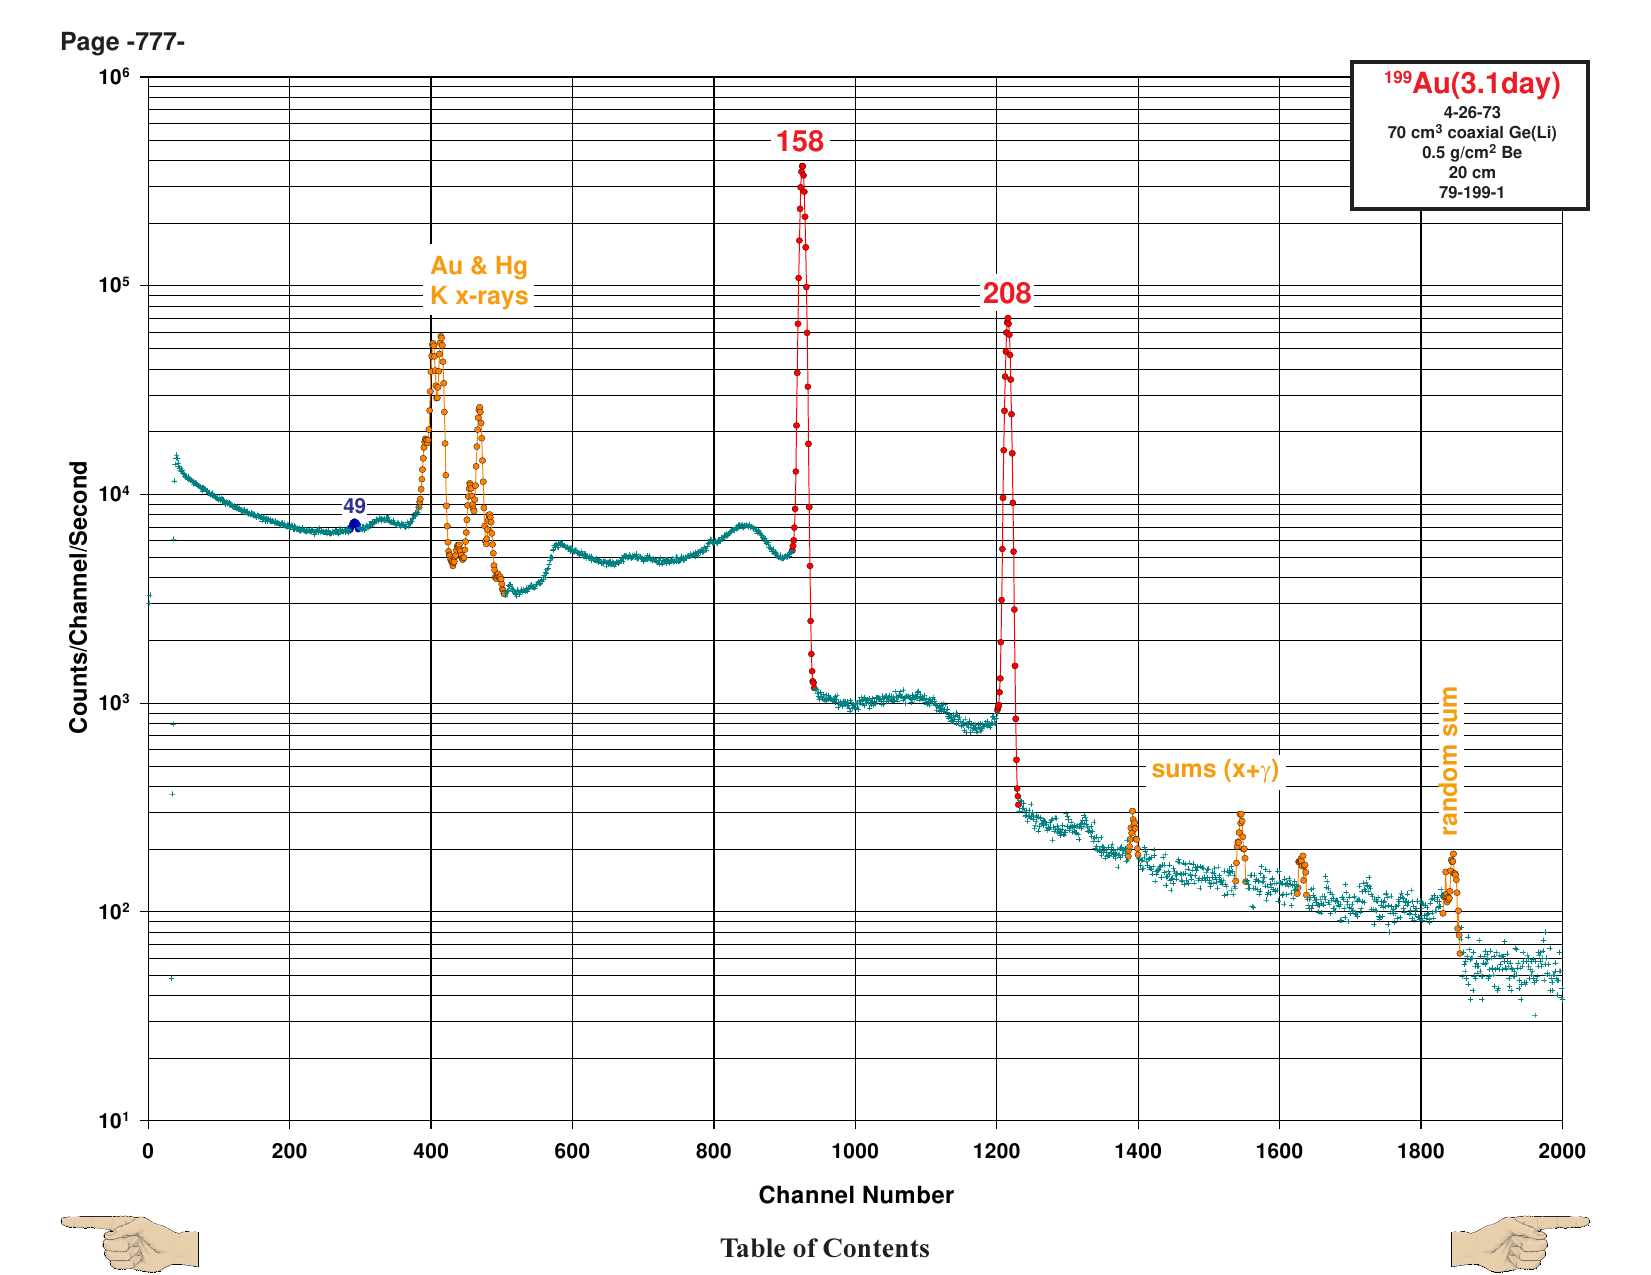 Page -777-
¹⁹⁹Au(3.1day)
4-26-73
70 cm³ coaxial Ge(Li)
0.5 g/cm² Be
20 cm
79-199-1
10⁶
10⁵
10⁴
10³
10²
10¹
Counts/Channel/Second
158
Au & Hg
K x-rays
208
49
sums (x+γ)
random sum
0 200 400 600 800 1000 1200 1400 1600 1800 2000
Channel Number
Table of Contents